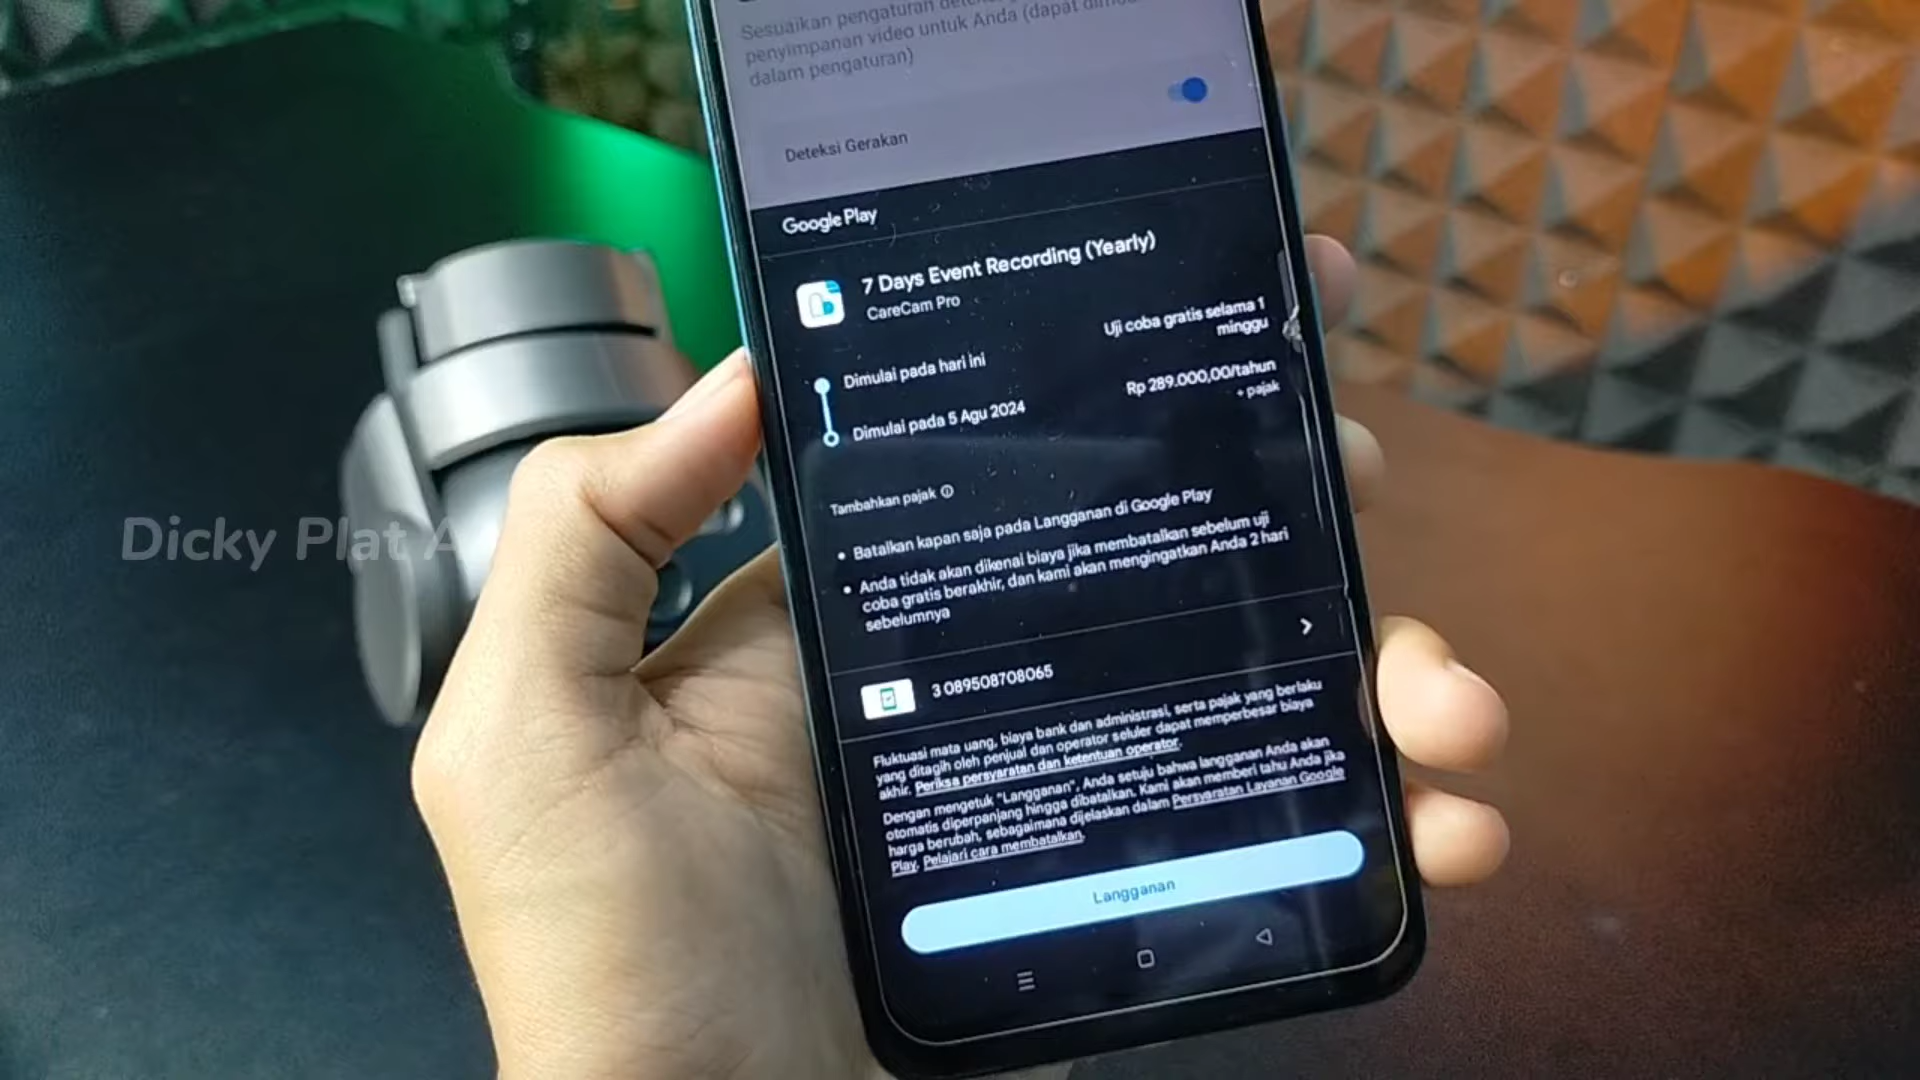 Sesuaikan pengaturan
penyimpanan video untuk Anda (dapat
dalam pengaturan)
Deteksi Gerakan
Google Play
7 Days Event Recording (Yearly)
CareCam Pro
Uji coba gratis selama 1
minggu
Dimulai pada hari ini
Rp 289.000,00/tahun
+ pajak
Dimulai pada 5 Agu 2024
Tambahkan pajak
• Batalkan kapan saja pada Langganan di Google Play
• Anda tidak akan dikenai biaya jika membatalkan sebelum uji
coba gratis berakhir, dan kami akan mengingatkan Anda 2 hari
sebelumnya
3 089508708065
Fluktuasi mata uang, biaya bank dan administrasi, serta pajak yang berlaku
yang ditagih oleh penjual dan operator seluler dapat memperbesar biaya
akhir. Periksa persyaratan dan ketentuan operator.
Dengan mengetuk "Langganan", Anda setuju bahwa langganan Anda akan
otomatis diperpanjang hingga dibatalkan. Kami akan memberi tahu Anda jika
harga berubah, sebagaimana dijelaskan dalam Persyaratan Layanan Google
Play. Pelajari cara membatalkan.
Langganan
Dicky Plat A